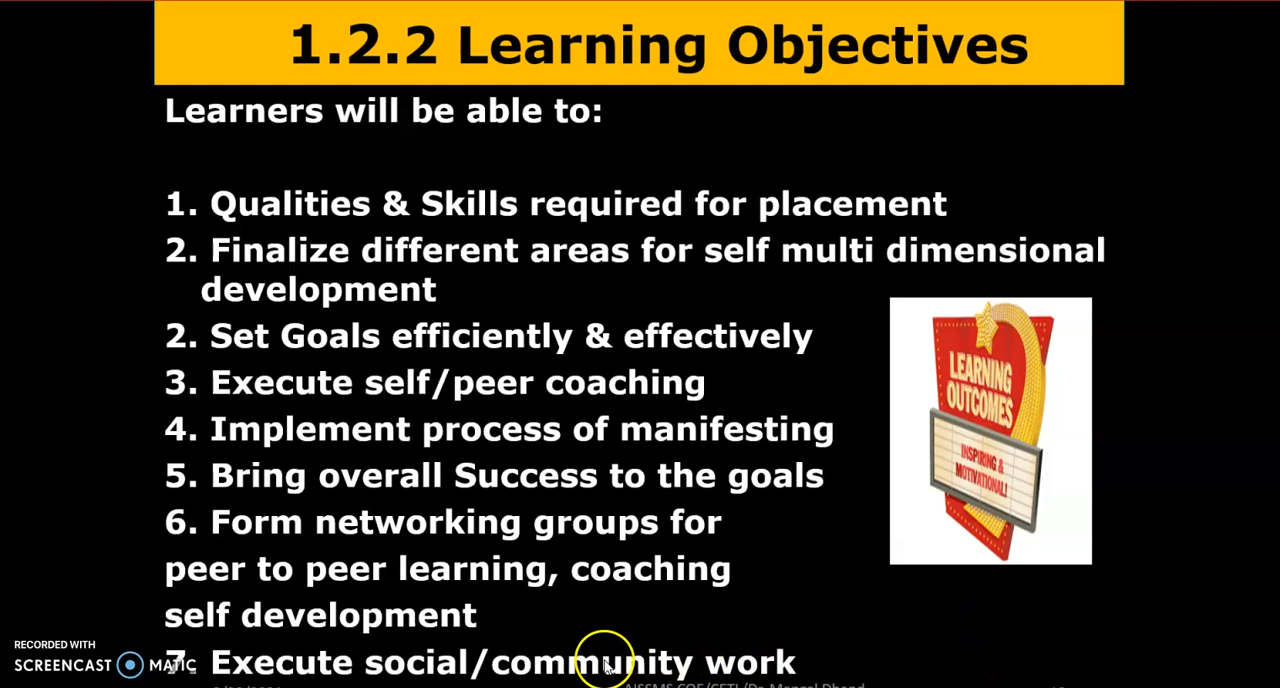 1.2.2 Learning Objectives
Learners will be able to:
1. Qualities & Skills required for placement
2. Finalize different areas for self multi dimensional
development
2. Set Goals efficiently & effectively
3. Execute self/peer coaching
4. Implement process of manifesting
5. Bring overall Success to the goals
6. Form networking groups for
peer to peer learning, coaching
self development
7. Execute social/community work
LEARNING
OUTCOMES
INSPIRING &
MOTIVATIONAL!
RECORDED WITH
SCREENCAST MATIC